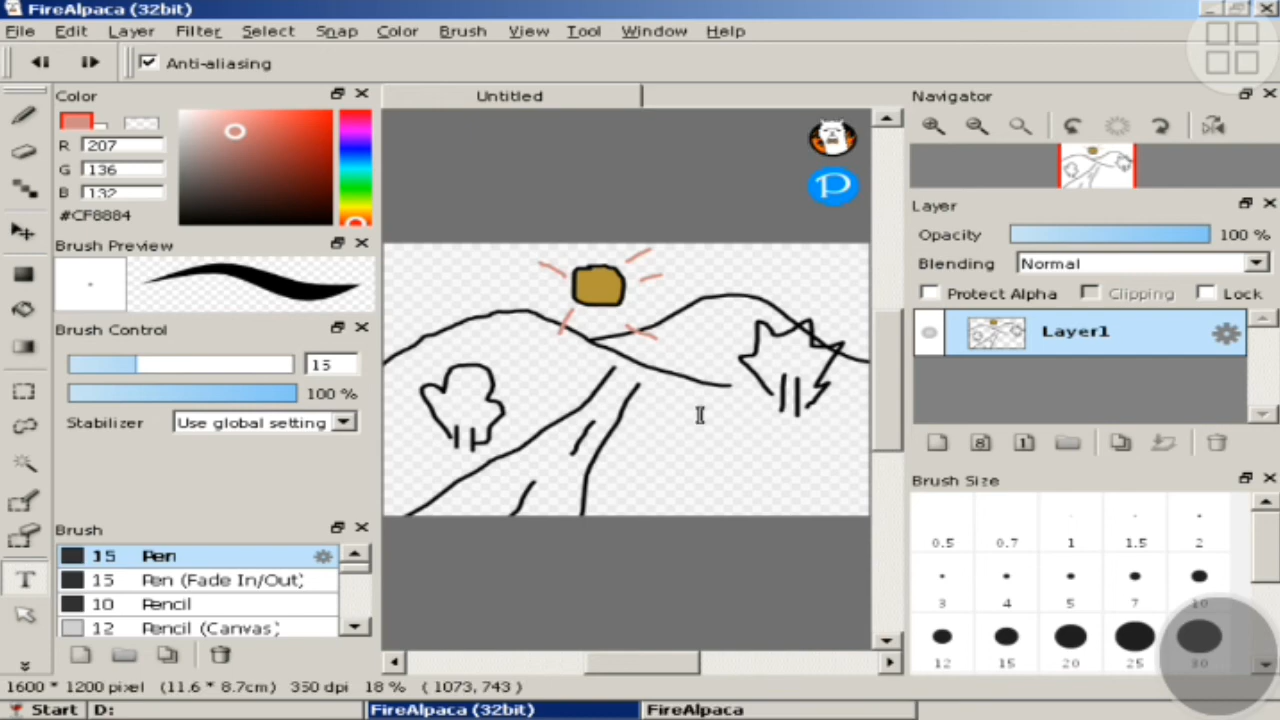 FireAlpaca (32bit)
File Edit Layer Filter Select Snap Color Brush View Tool Window Help
Anti-aliasing
Color
R 207
G 136
B 132
#CF8884
Brush Preview
Brush Control
15
100 %
Stabilizer Use global setting
Brush
15 Pen
15 Pen (Fade In/Out)
10 Pencil
12 Pencil (Canvas)
Untitled
P
Navigator
Layer
Opacity 100 %
Blending Normal
Protect Alpha Clipping Lock
Layer1
8 1
Brush Size
0.5 0.7 1 1.5 2
3 4 5 7 10
12 15 20 25 30
T
1600 * 1200 pixel (11.6 * 8.7cm) 350 dpi 18 % ( 1073, 743 )
Start D: FireAlpaca (32bit) FireAlpaca